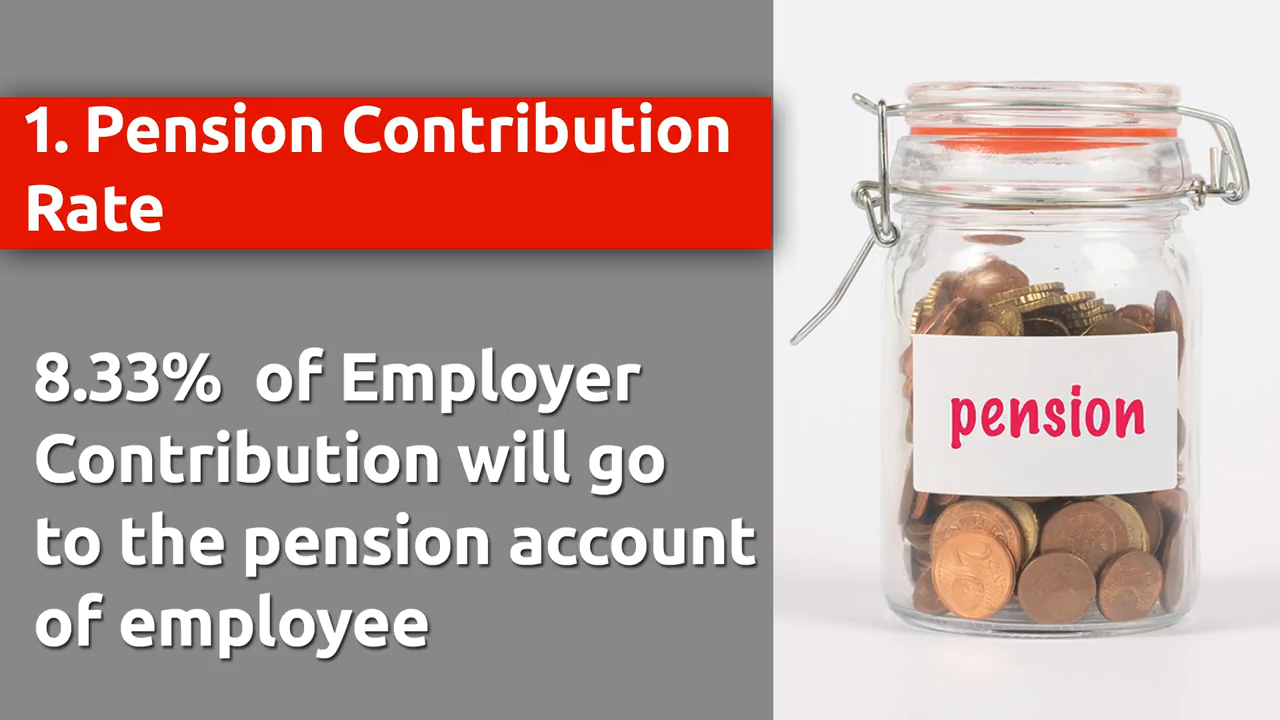 1. Pension Contribution
Rate
8.33% of Employer
Contribution will go
to the pension account
of employee
pension